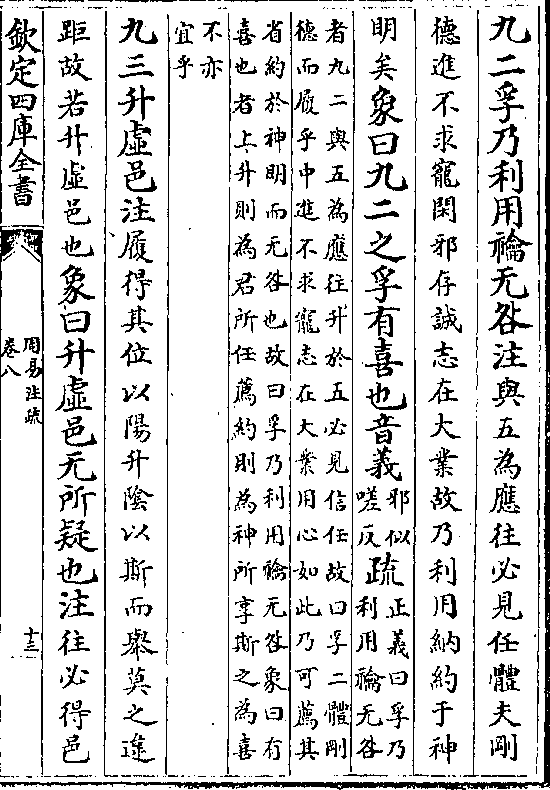 九二孚乃利用禴无咎注與五為應往必見任體夫剛
德進不求寵閑邪存誠志在大業故乃利用納約于神
明矣象曰九二之孚有喜也音義
邪似
嗟反
疏
正義曰孚乃
利用禴无咎
者九二與五為應往升於五必見信任故曰孚二體剛
德而履乎中進不求寵志在大業用心如此乃可薦其
省約於神明而无咎也故曰孚乃利用禴无咎象曰有
喜也者上升則為君所任薦約則為神所享斯之為喜
不亦
宜乎
九三升虛邑注履得其位以陽升陰以斯而舉莫之違
距故若升虛邑也象曰升虛邑无所疑也注往必得邑
欽定四庫全書
周易注疏
卷八
十三